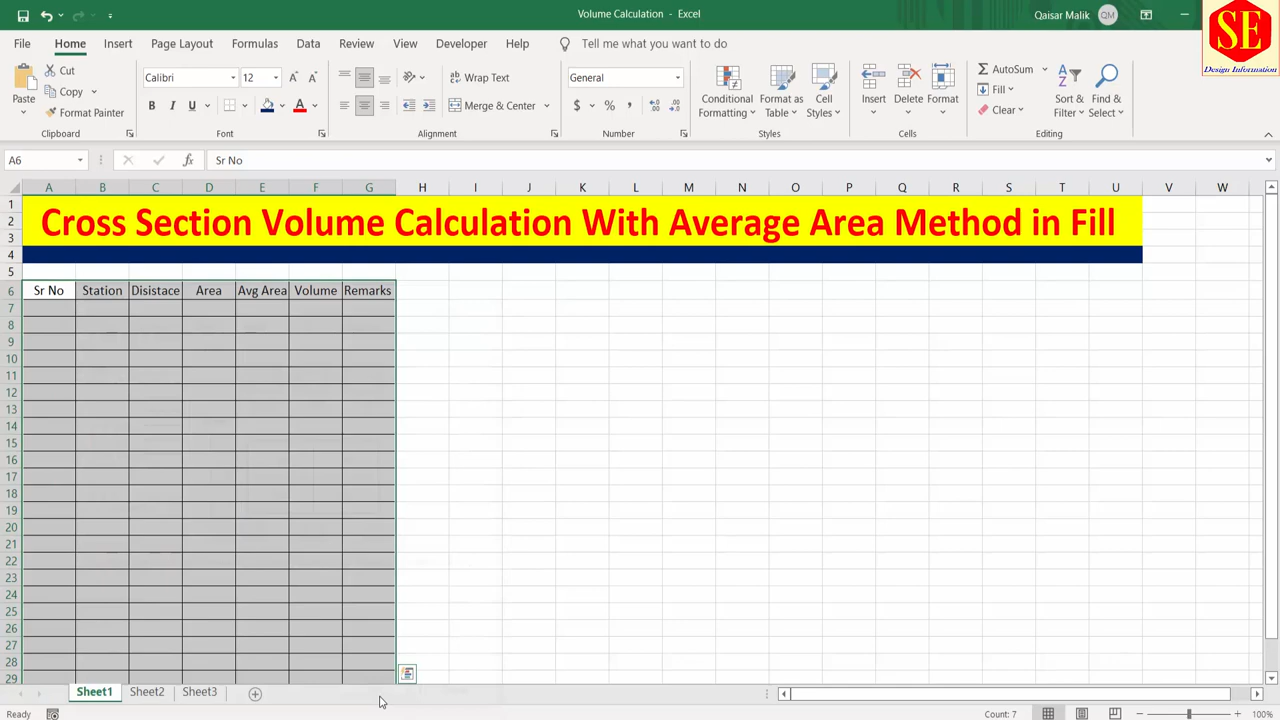 Volume Calculation - Excel
Qaisar Malik QM
SE
Design Information
File Home Insert Page Layout Formulas Data Review View Developer Help Tell me what you want to do
Paste
Cut
Copy
Format Painter
Clipboard
Calibri 12
B I U A
Font
Wrap Text
Merge & Center
Alignment
General
$ % ,
Number
Conditional Formatting
Format as Table
Cell Styles
Styles
Insert Delete Format
Cells
AutoSum
Fill
Clear
Sort & Filter
Find & Select
Editing
A6 fx Sr No
A B C D E F G H I J K L M N O P Q R S T U V W
1
2
3
Cross Section Volume Calculation With Average Area Method in Fill
4
5
6 Sr No Station Disistace Area Avg Area Volume Remarks
7
8
9
10
11
12
13
14
15
16
17
18
19
20
21
22
23
24
25
26
27
28
29
Sheet1 Sheet2 Sheet3
Ready Count: 7 100%